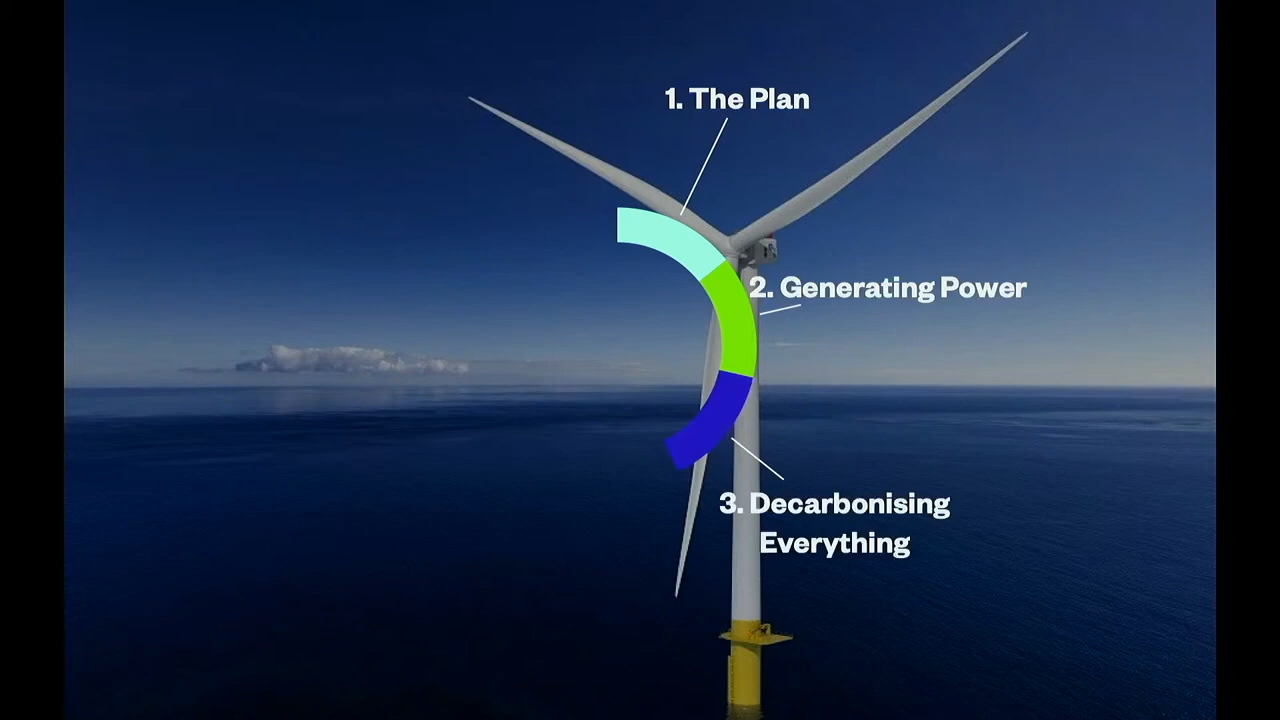 1. The Plan
2. Generating Power
3. Decarbonising
Everything